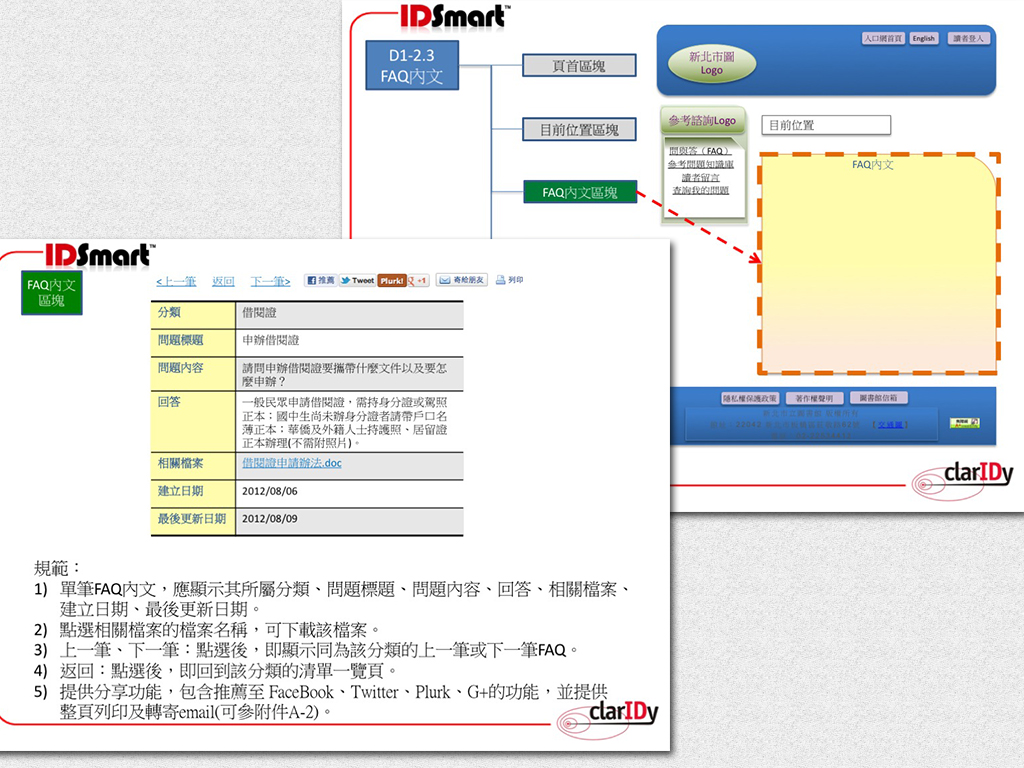 IDSmart™
D1-2.3
FAQ內文
頁首區塊
目前位置區塊
FAQ內文區塊
入口網首頁
English
讀者登入
新北市圖
Logo
參考諮詢Logo
問與答（FAQ）
參考問題知識庫
讀者留言
查詢我的問題
目前位置
FAQ內文
隱私權保護政策
著作權聲明
圖書館信箱
【交通圖】
clarIDy
IDSmart™
FAQ內文
區塊
<上一筆
返回
下一筆>
推薦
Tweet
Plurk!
+1
寄給朋友
列印
分類 借閱證
問題標題 申辦借閱證
問題內容 請問申辦借閱證要攜帶什麼文件以及要怎
麼申辦？
回答 一般民眾申請借閱證，需持身分證或駕照
正本；國中生尚未辦身分證者請帶戶口名
薄正本；華僑及外籍人士持護照、居留證
正本辦理(不需附照片)。
相關檔案 借閱證申請辦法.doc
建立日期 2012/08/06
最後更新日期 2012/08/09
規範：
1) 單筆FAQ內文，應顯示其所屬分類、問題標題、問題內容、回答、相關檔案、
建立日期、最後更新日期。
2) 點選相關檔案的檔案名稱，可下載該檔案。
3) 上一筆、下一筆：點選後，即顯示同為該分類的上一筆或下一筆FAQ。
4) 返回：點選後，即回到該分類的清單一覽頁。
5) 提供分享功能，包含推薦至 FaceBook、Twitter、Plurk、G+的功能，並提供
整頁列印及轉寄email(可參附件A-2)。
clarIDy